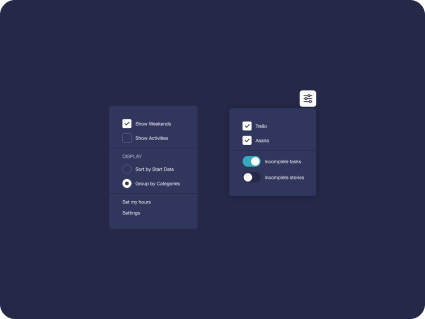 Show Weekends
Show Activities
DISPLAY
Sort by Start Date
Group by Categories
Set my hours
Settings
Trello
Asana
Incomplete tasks
Incomplete stories